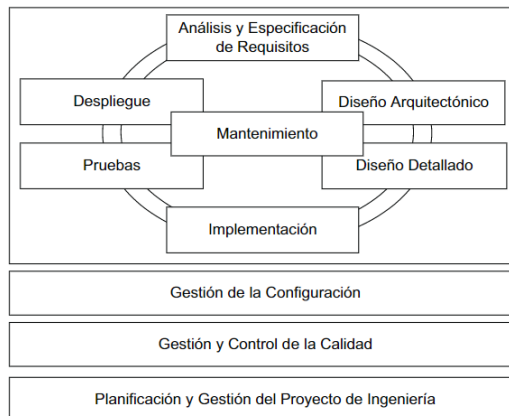 Análisis y Especificación
de Requisitos
Despliegue
Diseño Arquitectónico
Mantenimiento
Pruebas
Diseño Detallado
Implementación
Gestión de la Configuración
Gestión y Control de la Calidad
Planificación y Gestión del Proyecto de Ingeniería